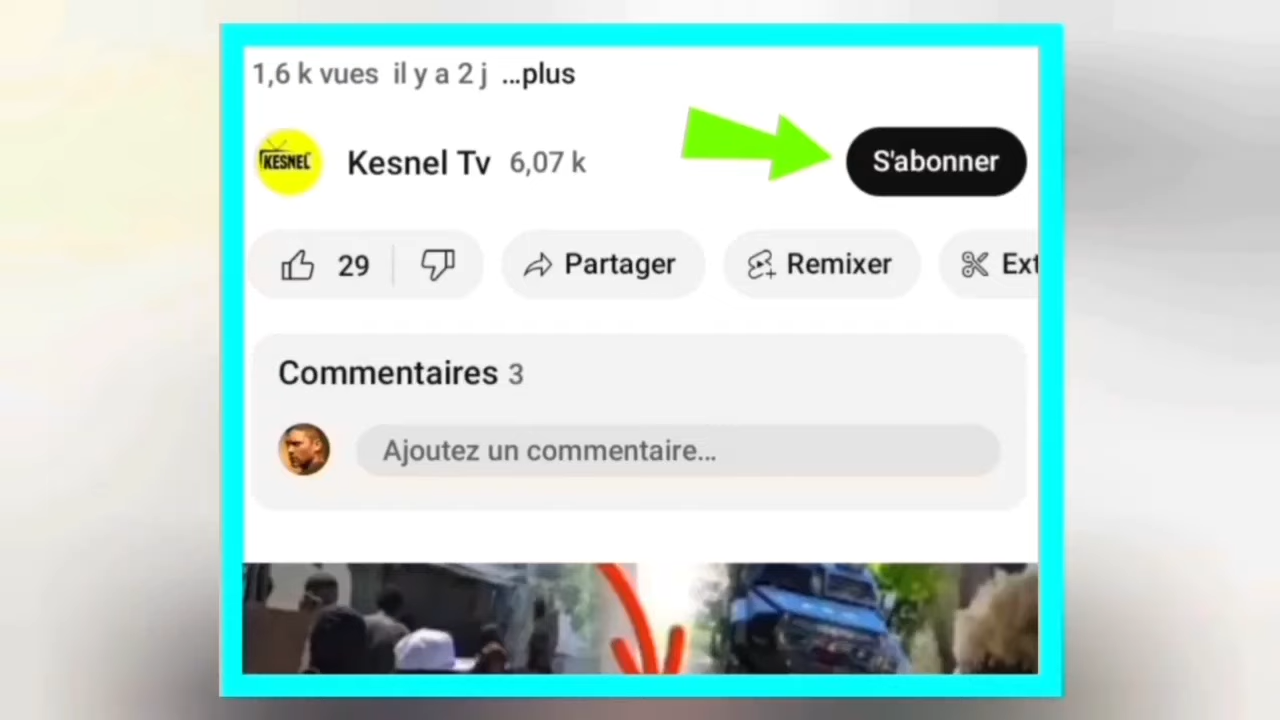 1,6 k vues il y a 2 j ...plus
KESNEL
Kesnel Tv 6,07 k
S'abonner
29
Partager
Remixer
Ext
Commentaires 3
Ajoutez un commentaire...